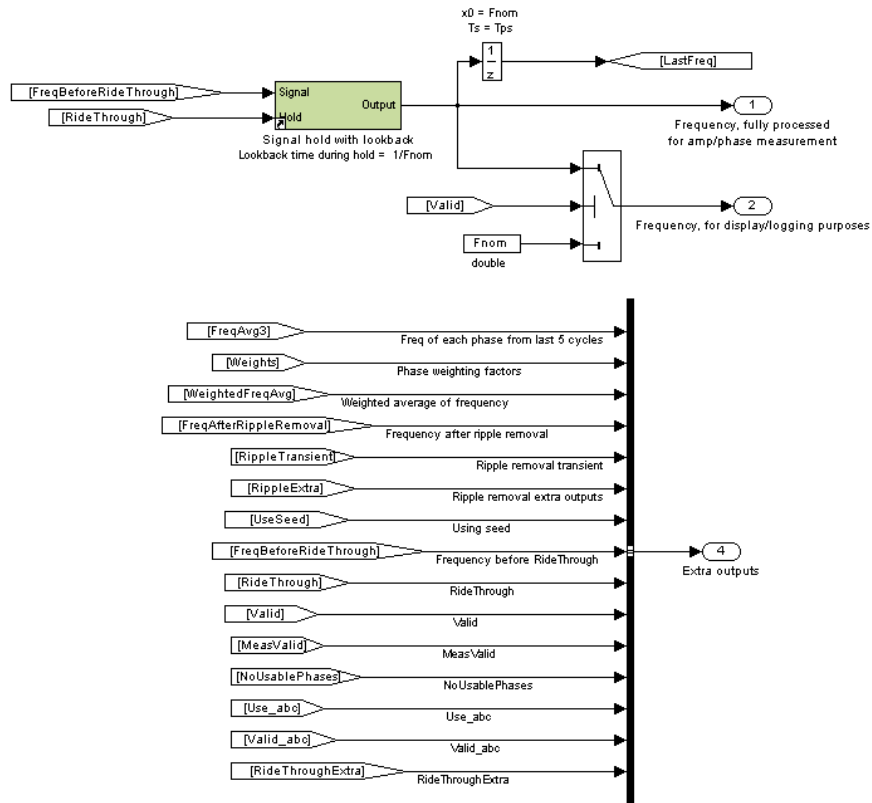 x0 = Fnom
Ts = Tps
1
z
[LastFreq]
[FreqBeforeRideThrough]
Signal
Output
1
[RideThrough]
Hold
Signal hold with lookback
Lookback time during hold = 1/Fnom
Frequency, fully processed
for amp/phase measurement
[Valid]
2
Frequency, for display/logging purposes
Fnom
double
[FreqAvg3]
Freq of each phase from last 5 cycles
[Weights]
Phase weighting factors
[WeightedFreqAvg]
Weighted average of frequency
[FreqAfterRippleRemoval]
Frequency after ripple removal
[RippleTransient]
Ripple removal transient
[RippleExtra]
Ripple removal extra outputs
[UseSeed]
Using seed
[FreqBeforeRideThrough]
Frequency before RideThrough
4
Extra outputs
[RideThrough]
RideThrough
[Valid]
Valid
[MeasValid]
MeasValid
[NoUsablePhases]
NoUsablePhases
[Use_abc]
Use_abc
[Valid_abc]
Valid_abc
[RideThroughExtra]
RideThroughExtra